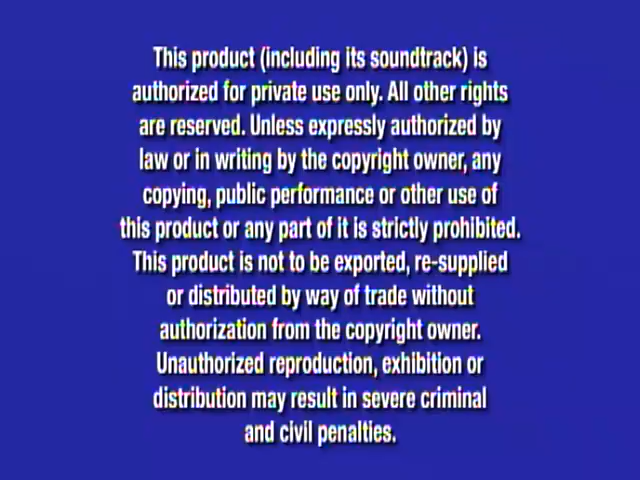 This product (including its soundtrack) is
authorized for private use only. All other rights
are reserved. Unless expressly authorized by
law or in writing by the copyright owner, any
copying, public performance or other use of
this product or any part of it is strictly prohibited.
This product is not to be exported, re-supplied
or distributed by way of trade without
authorization from the copyright owner.
Unauthorized reproduction, exhibition or
distribution may result in severe criminal
and civil penalties.